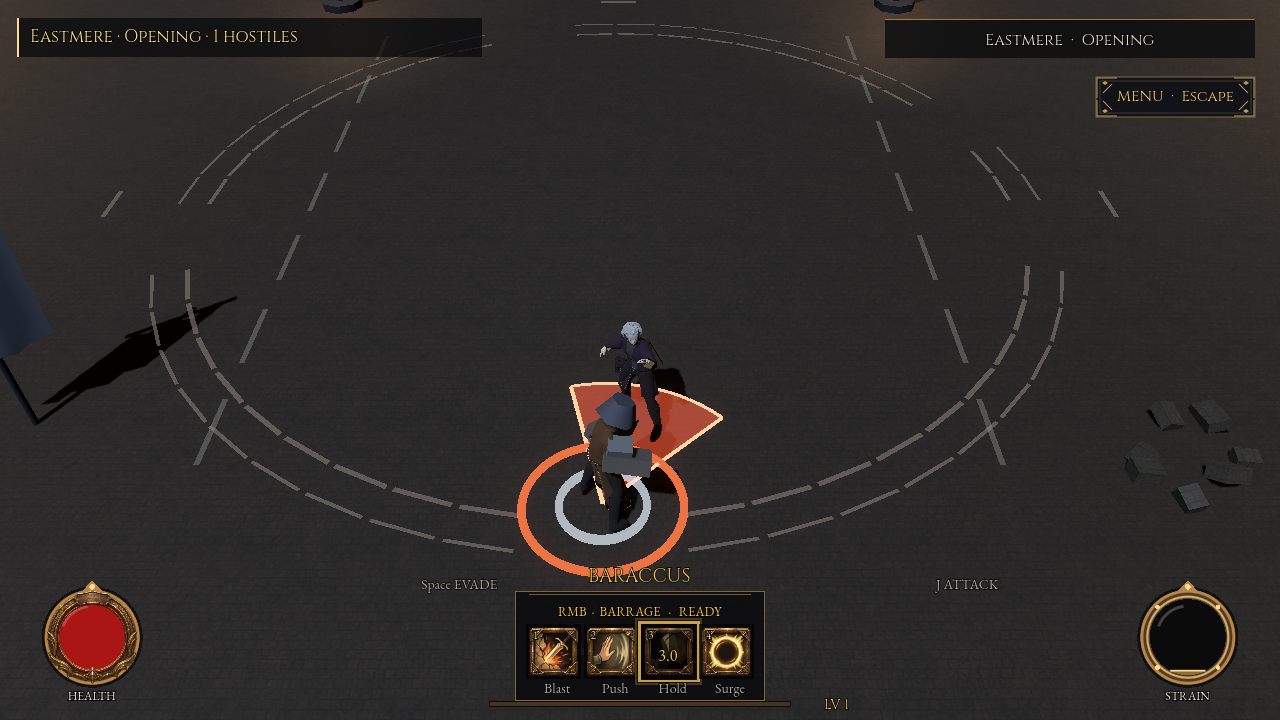 Eastmere · Opening · 1 hostiles
Eastmere · Opening
MENU · Escape
Space EVADE
BARACCUS
J ATTACK
RMB · BARRAGE · READY
1 2 3 4
3.0
Blast Push Hold Surge
HEALTH
STRAIN
LV 1